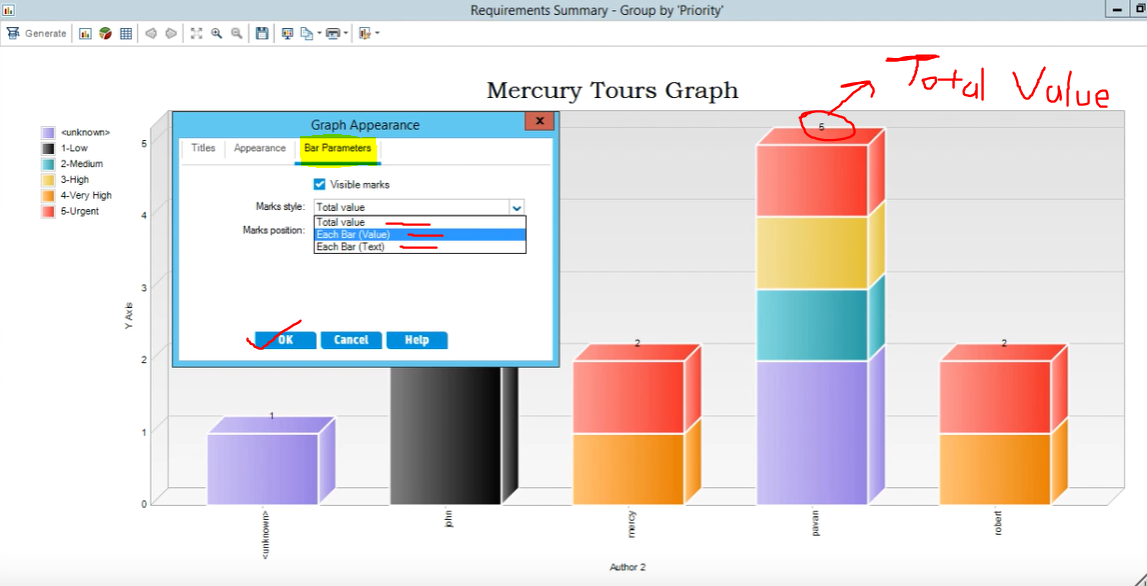 Requirements Summary - Group by 'Priority'
Generate
Total Value
Mercury Tours Graph
<unknown>
1-Low
2-Medium
3-High
4-Very High
5-Urgent
Graph Appearance
x
Titles Appearance Bar Parameters
Visible marks
Marks style: Total value
Total value
Each Bar (Value)
Each Bar (Text)
Marks position:
OK Cancel Help
Y Axis
5
4
3
2
1
0
1
2
5
2
<unknown> john mercy pavan robert
Author 2